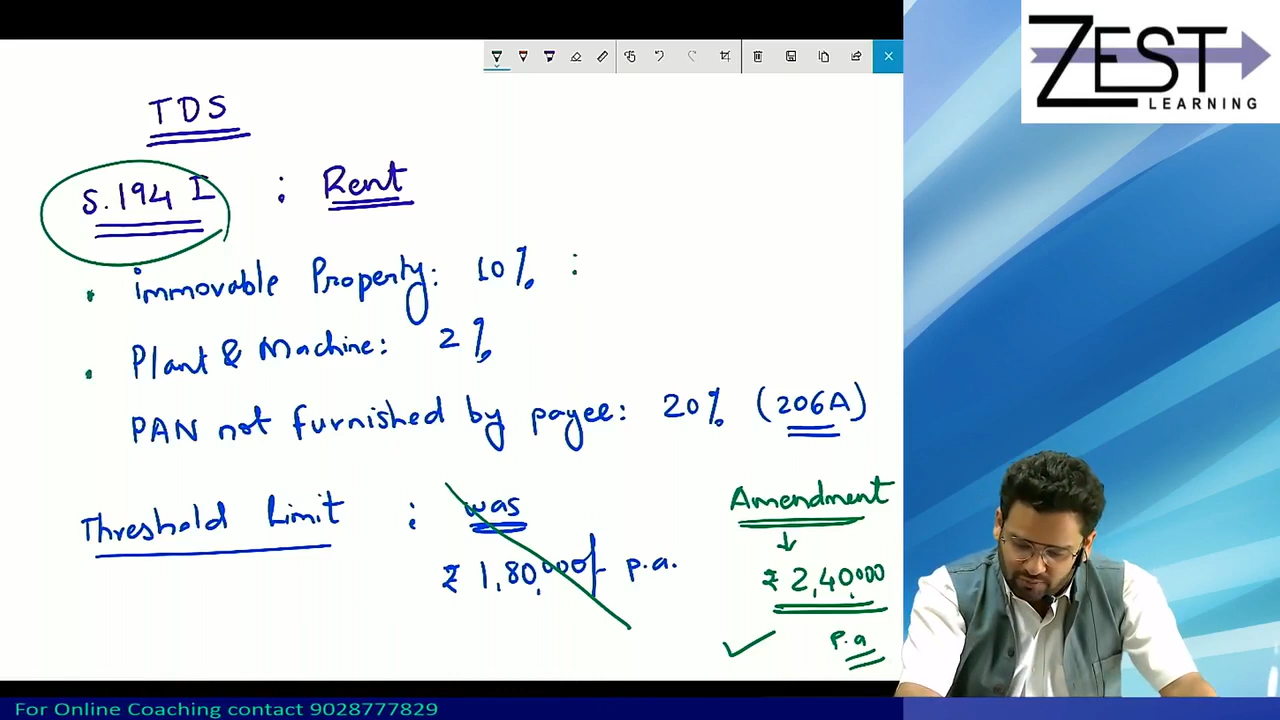 ZEST
LEARNING
TDS
S.194 I : Rent
• immovable Property: 10% :
• Plant & Machine: 2%
PAN not furnished by payee: 20% (206A)
Threshold Limit : was
₹ 1,80,000/- p.a.
Amendment
₹ 2,40,000
p.a
For Online Coaching contact 9028777829